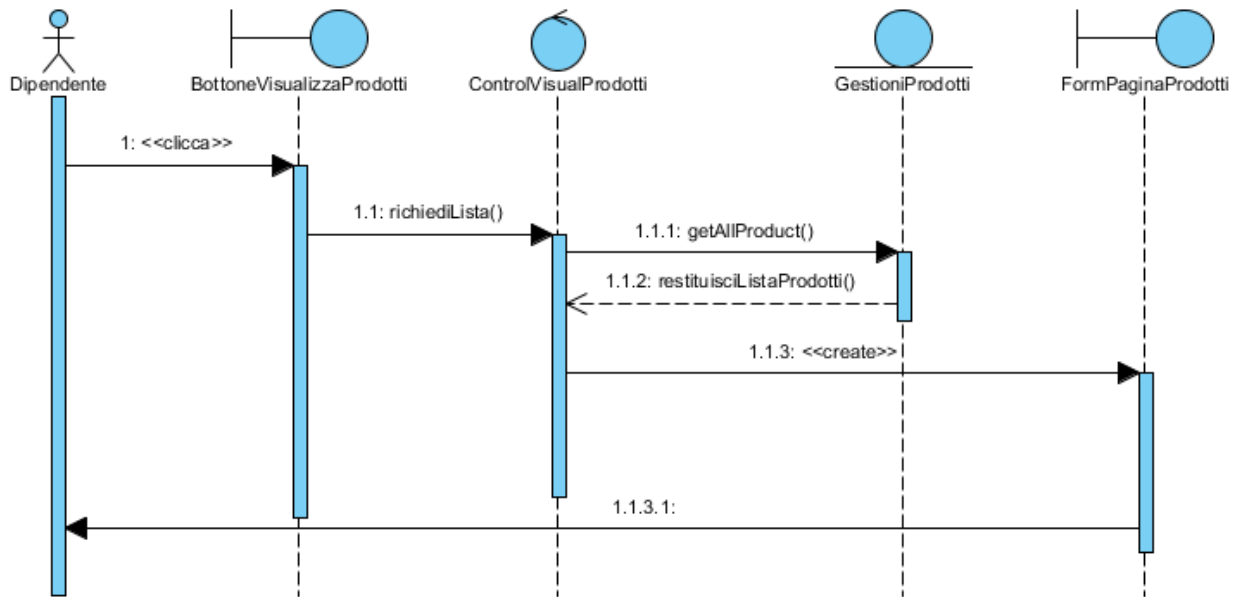 Dipendente
BottoneVisualizzaProdotti
ControlVisualProdotti
GestioniProdotti
FormPaginaProdotti
1: <<clicca>>
1.1: richiediLista()
1.1.1: getAllProduct()
1.1.2: restituisciListaProdotti()
1.1.3: <<create>>
1.1.3.1: